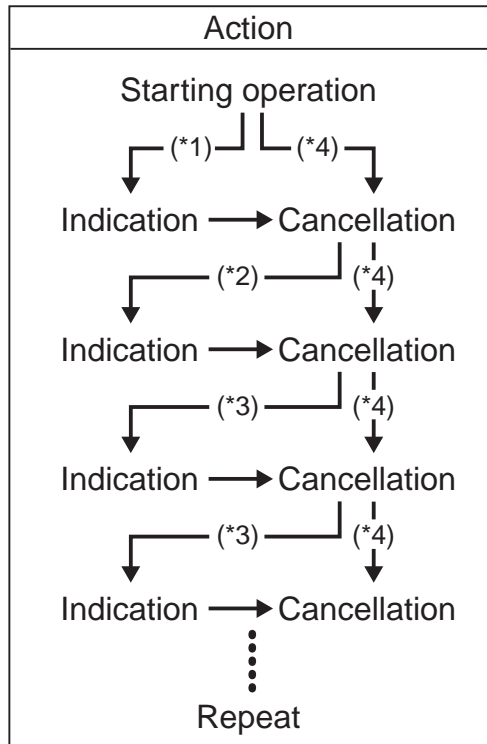 Action
Starting operation
(*1) (*4)
Indication Cancellation
(*2) (*4)
Indication Cancellation
(*3) (*4)
Indication Cancellation
(*3) (*4)
Indication Cancellation
Repeat